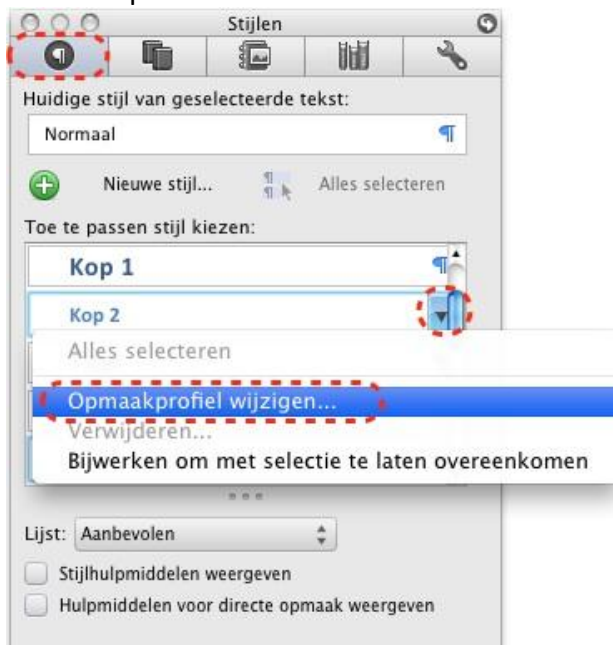 Stijlen
Huidige stijl van geselecteerde tekst:
Normaal
Nieuwe stijl... Alles selecteren
Toe te passen stijl kiezen:
Kop 1
Kop 2
Alles selecteren
Opmaakprofiel wijzigen...
Verwijderen...
Bijwerken om met selectie te laten overeenkomen
Lijst: Aanbevolen
Stijlhulpmiddelen weergeven
Hulpmiddelen voor directe opmaak weergeven